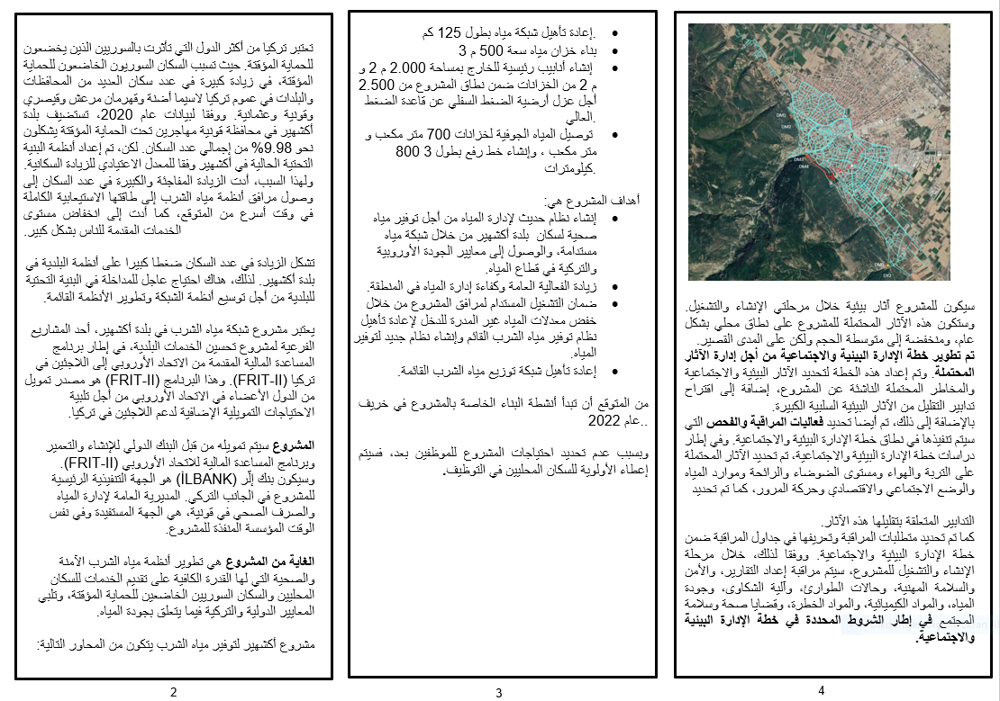 تعتبر تركيا من أكثر الدول التي تأثرت بالسوريين الذين يخضعون
للحماية المؤقتة. حيث تسبب السكان السوريون الخاضعون للحماية
المؤقتة، في زيادة كبيرة في عدد سكان العديد من المحافظات
والبلدات في عموم تركيا لاسيما أضنة وقهرمان مرعش وقيصري
وقونية وعثمانية. ووفقا لبيانات عام 2020، تستضيف بلدة
أكشهير في محافظة قونية مهاجرين تحت الحماية المؤقتة يشكلون
نحو 9.98% من إجمالي عدد السكان. لكن، تم إعداد أنظمة البنية
التحتية الحالية في أكشهير وفقا للمعدل الاعتيادي للزيادة السكانية.
ولهذا السبب، أدت الزيادة المفاجئة والكبيرة في عدد السكان إلى
وصول مرافق أنظمة مياه الشرب إلى طاقتها الاستيعابية الكاملة
في وقت أسرع من المتوقع، كما أدت إلى انخفاض مستوى
الخدمات المقدمة للناس بشكل كبير.
تشكل الزيادة في عدد السكان ضغطا كبيرا على أنظمة البلدية في
بلدة أكشهير. لذلك، هناك احتياج عاجل للمداخلة في البنية التحتية
للبلدية من أجل توسيع أنظمة الشبكة وتطوير الأنظمة القائمة.
يعتبر مشروع شبكة مياه الشرب في بلدة أكشهير، أحد المشاريع
الفرعية لمشروع تحسين الخدمات البلدية، في إطار برنامج
المساعدة المالية المقدمة من الاتحاد الأوروبي إلى اللاجئين في
تركيا (FRIT-II). وهذا البرنامج (FRIT-II) هو مصدر تمويل
من الدول الأعضاء في الاتحاد الأوروبي من أجل تلبية
الاحتياجات التمويلية الإضافية لدعم اللاجئين في تركيا.
المشروع سيتم تمويله من قبل البنك الدولي للإنشاء والتعمير
وبرنامج المساعدة المالية للاتحاد الأوروبي (FRIT-II).
وسيكون بنك إلّر (İLBANK) هو الجهة التنفيذية الرئيسية
للمشروع في الجانب التركي. المديرية العامة لإدارة المياه
والصرف الصحي في قونية، هي الجهة المستفيدة وفي نفس
الوقت المؤسسة المنفذة للمشروع.
الغاية من المشروع هي تطوير أنظمة مياه الشرب الآمنة
والصحية التي لها القدرة الكافية على تقديم الخدمات للسكان
المحليين والسكان السوريين الخاضعين للحماية المؤقتة، وتلبي
المعايير الدولية والتركية فيما يتعلق بجودة المياه.
مشروع أكشهير لتوفير مياه الشرب يتكون من المحاور التالية:
2
• .إعادة تأهيل شبكة مياه بطول 125 كم
• بناء خزان مياه سعة 500 م 3
• إنشاء أنابيب رئيسية للخارج بمساحة 2.000 م 2 و
م 2 من الخزانات ضمن نطاق المشروع من 2.500
أجل عزل أرضية الضغط السفلي عن قاعدة الضغط
.العالي
• توصيل المياه الجوفية لخزانات 700 متر مكعب و
متر مكعب ، وإنشاء خط رفع بطول 3 800
.كيلومترات
أهداف المشروع هي:
• إنشاء نظام حديث لإدارة المياه من أجل توفير مياه
صحية لسكان بلدة أكشهير من خلال شبكة مياه
مستدامة، والوصول إلى معايير الجودة الأوروبية
والتركية في قطاع المياه.
• زيادة الفعالية العامة وكفاءة إدارة المياه في المنطقة.
• ضمان التشغيل المستدام لمرافق المشروع من خلال
خفض معدلات المياه غير المدرة للدخل لإعادة تأهيل
نظام توفير مياه الشرب القائم وإنشاء نظام جديد لتوفير
المياه.
• إعادة تأهيل شبكة توزيع مياه الشرب القائمة.
من المتوقع أن تبدأ أنشطة البناء الخاصة بالمشروع في خريف
..عام 2022
وبسبب عدم تحديد احتياجات المشروع للموظفين بعد، فسيتم
إعطاء الأولوية للسكان المحليين في التوظيف.
3
DM1
DM2
DM3
DM4
DM5
DY2
سيكون للمشروع آثار بيئية خلال مرحلتي الإنشاء والتشغيل.
وستكون هذه الآثار المحتملة للمشروع على نطاق محلي بشكل
عام، ومنخفضة إلى متوسطة الحجم ولكن على المدى القصير.
تم تطوير خطة الإدارة البيئية والاجتماعية من أجل إدارة الآثار
المحتملة. وتم إعداد هذه الخطة لتحديد الآثار البيئية والاجتماعية
والمخاطر المحتملة الناشئة عن المشروع، إضافة إلى اقتراح
تدابير التقليل من الآثار البيئية السلبية الكبيرة.
بالإضافة إلى ذلك، تم أيضا تحديد فعاليات المراقبة والفحص التي
سيتم تنفيذها في نطاق خطة الإدارة البيئية والاجتماعية. وفي إطار
دراسات خطة الإدارة البيئية والاجتماعية، تم تحديد الآثار المحتملة
على التربة والهواء ومستوى الضوضاء والرائحة وموارد المياه
والوضع الاجتماعي والاقتصادي وحركة المرور، كما تم تحديد
التدابير المتعلقة بتقليلها هذه الآثار.
كما تم تحديد متطلبات المراقبة وتعريفها في جداول المراقبة ضمن
خطة الإدارة البيئية والاجتماعية. ووفقا لذلك، خلال مرحلة
الإنشاء والتشغيل للمشروع، سيتم مراقبة إعداد التقارير، والأمن
والسلامة المهنية، وحالات الطوارئ، وآلية الشكاوى، وجودة
المياه، والمواد الكيميائية، والمواد الخطرة، وقضايا صحة وسلامة
المجتمع في إطار الشروط المحددة في خطة الإدارة البيئية
والاجتماعية.
4